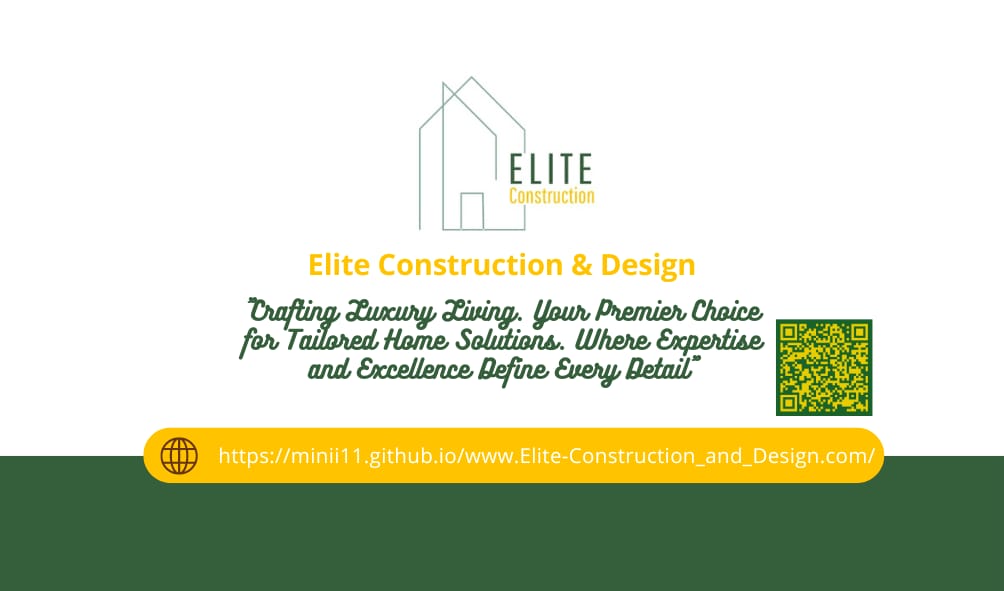 ELITE
Construction
Elite Construction & Design
"Crafting Luxury Living. Your Premier Choice
for Tailored Home Solutions. Where Expertise
and Excellence Define Every Detail"
https://minii11.github.io/www.Elite-Construction_and_Design.com/